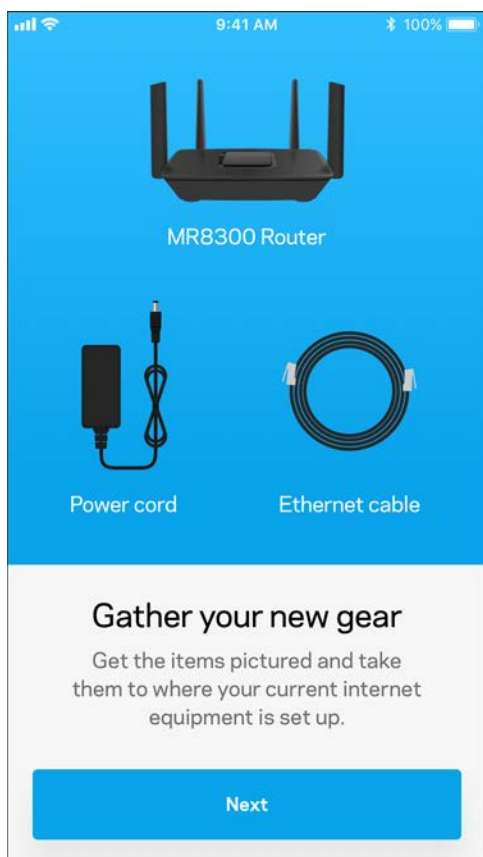 9:41 AM
100%
MR8300 Router
Power cord
Ethernet cable
Gather your new gear
Get the items pictured and take
them to where your current internet
equipment is set up.
Next